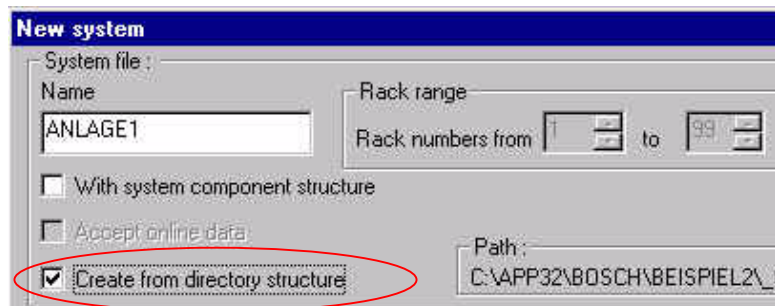 New system
System file :
Name
Rack range
ANLAGE1
Rack numbers from 1 to 99
With system component structure
Accept online data
Path :
Create from directory structure
C:\APP32\BOSCH\BEISPIEL2\_